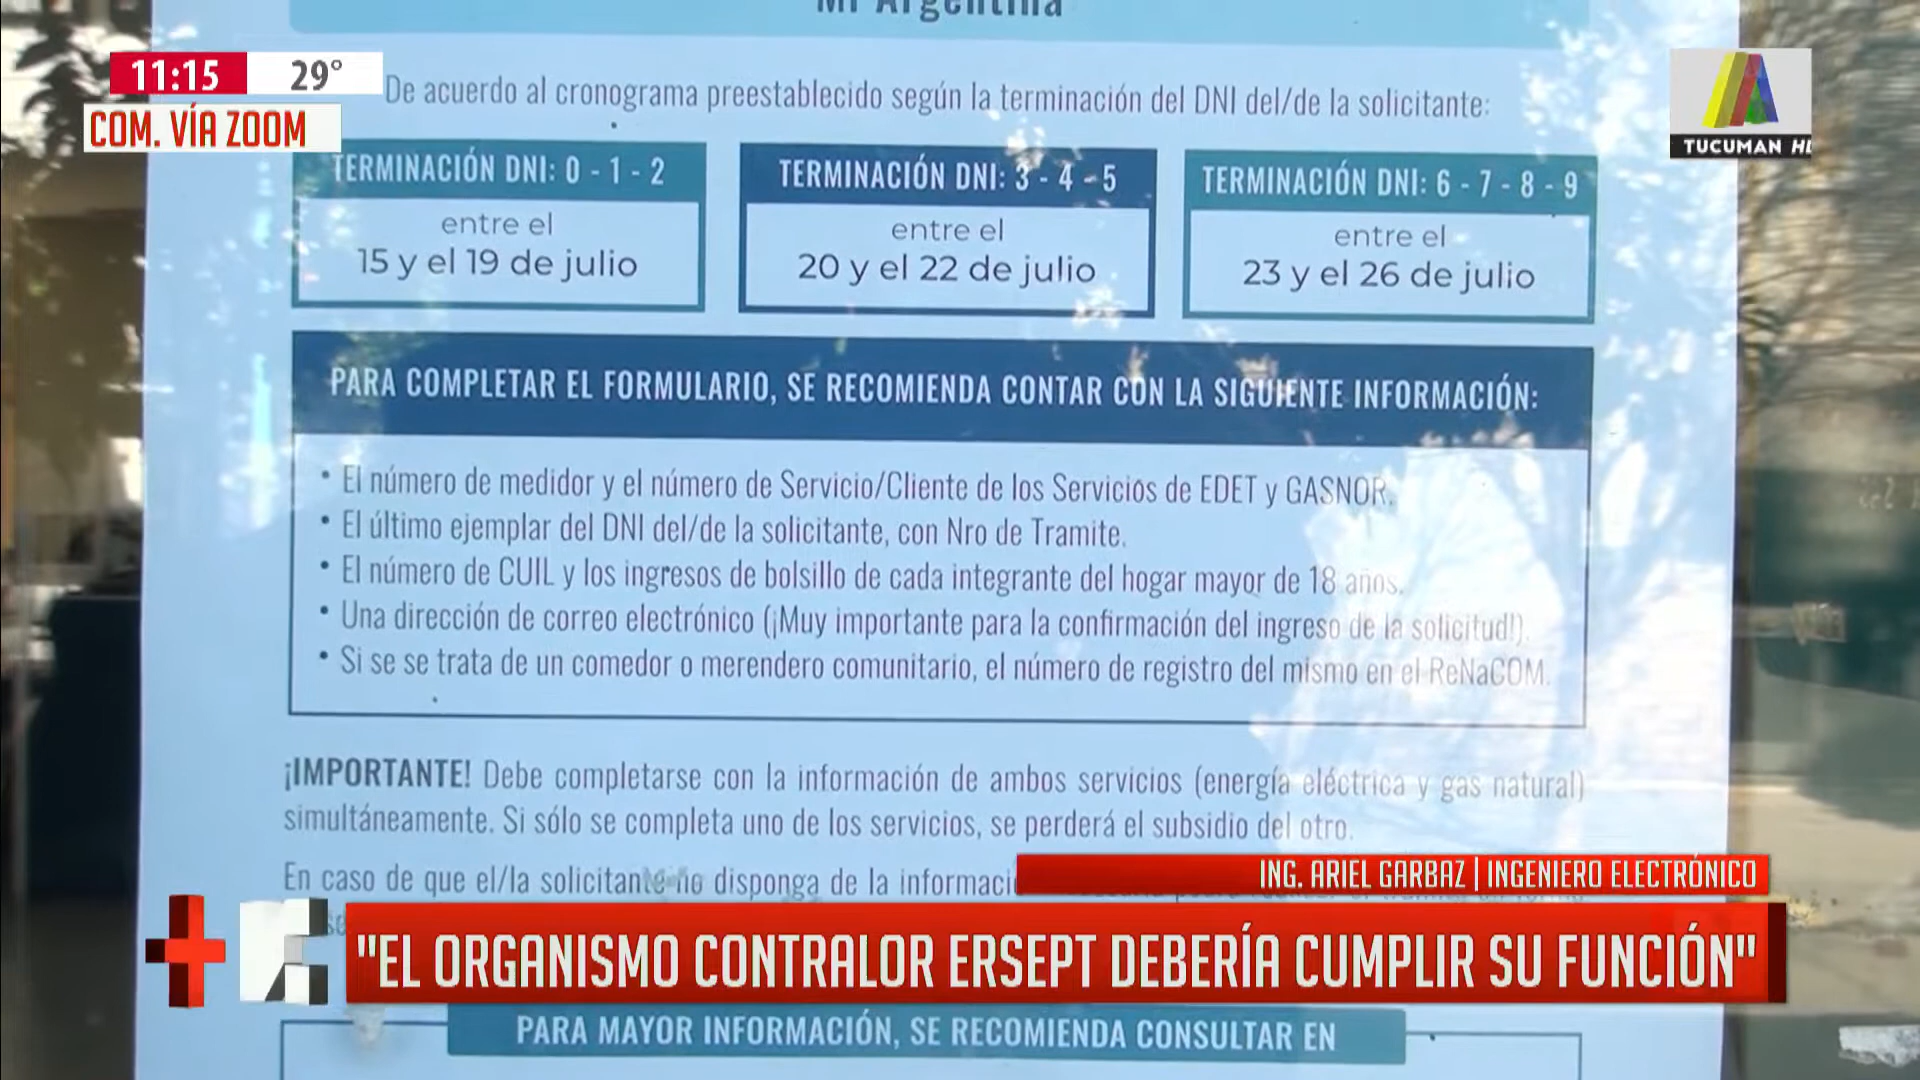 Mi Argentina
11:15 29°
COM. VÍA ZOOM
TUCUMAN HD
De acuerdo al cronograma preestablecido según la terminación del DNI del/de la solicitante:
TERMINACIÓN DNI: 0 - 1 - 2
entre el
15 y el 19 de julio
TERMINACIÓN DNI: 3 - 4 - 5
entre el
20 y el 22 de julio
TERMINACIÓN DNI: 6 - 7 - 8 - 9
entre el
23 y el 26 de julio
PARA COMPLETAR EL FORMULARIO, SE RECOMIENDA CONTAR CON LA SIGUIENTE INFORMACIÓN:
• El número de medidor y el número de Servicio/Cliente de los Servicios de EDET y GASNOR.
• El último ejemplar del DNI del/de la solicitante, con Nro de Tramite.
• El número de CUIL y los ingresos de bolsillo de cada integrante del hogar mayor de 18 años.
• Una dirección de correo electrónico (¡Muy importante para la confirmación del ingreso de la solicitud!).
• Si se se trata de un comedor o merendero comunitario, el número de registro del mismo en el ReNaCOM.
¡IMPORTANTE! Debe completarse con la información de ambos servicios (energía eléctrica y gas natural)
simultáneamente. Si sólo se completa uno de los servicios, se perderá el subsidio del otro.
En caso de que el/la solicitante no disponga de la informaci
ING. ARIEL GARBAZ | INGENIERO ELECTRÓNICO
"EL ORGANISMO CONTRALOR ERSEPT DEBERÍA CUMPLIR SU FUNCIÓN"
PARA MAYOR INFORMACIÓN, SE RECOMIENDA CONSULTAR EN